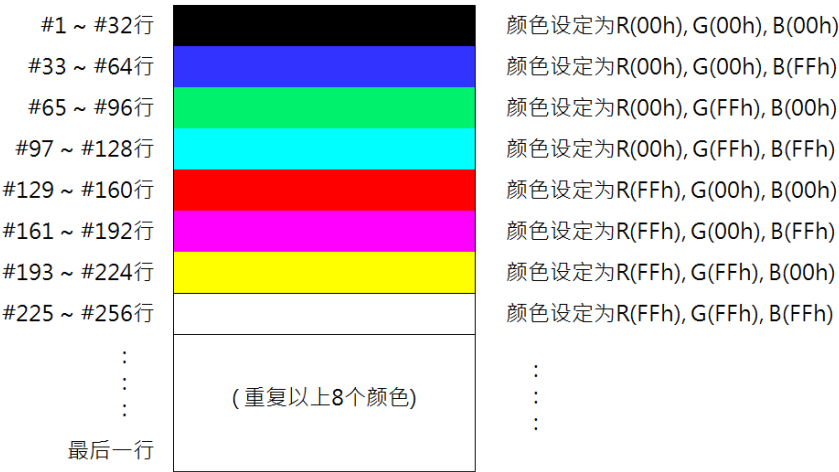 #1 ~ #32行 颜色设定为R(00h), G(00h), B(00h)
#33 ~ #64行 颜色设定为R(00h), G(00h), B(FFh)
#65 ~ #96行 颜色设定为R(00h), G(FFh), B(00h)
#97 ~ #128行 颜色设定为R(00h), G(FFh), B(FFh)
#129 ~ #160行 颜色设定为R(FFh), G(00h), B(00h)
#161 ~ #192行 颜色设定为R(FFh), G(00h), B(FFh)
#193 ~ #224行 颜色设定为R(FFh), G(FFh), B(00h)
#225 ~ #256行 颜色设定为R(FFh), G(FFh), B(FFh)
:
:
:
( 重复以上8个颜色)
:
:
:
最后一行